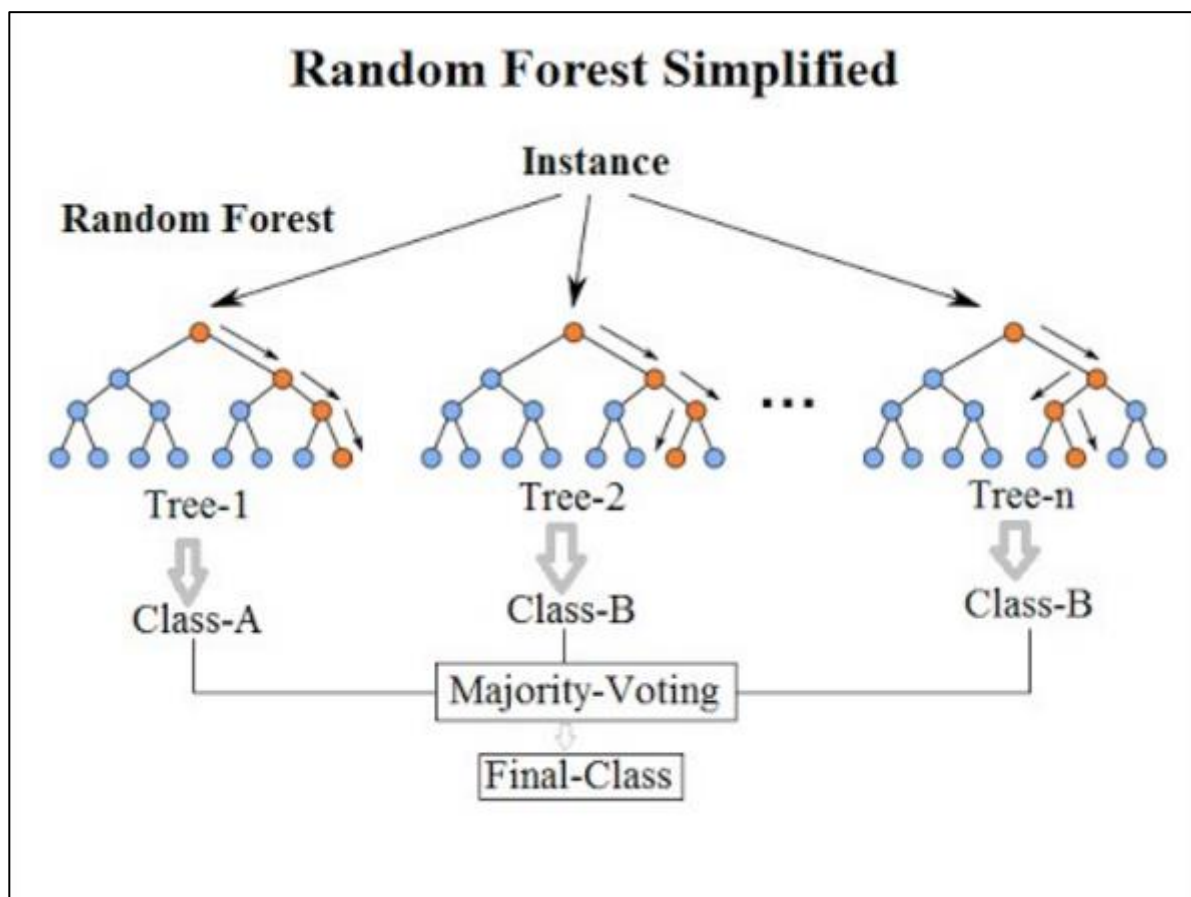 Random Forest Simplified
Instance
Random Forest
...
Tree-1
Tree-2
Tree-n
Class-A
Class-B
Class-B
Majority-Voting
Final-Class